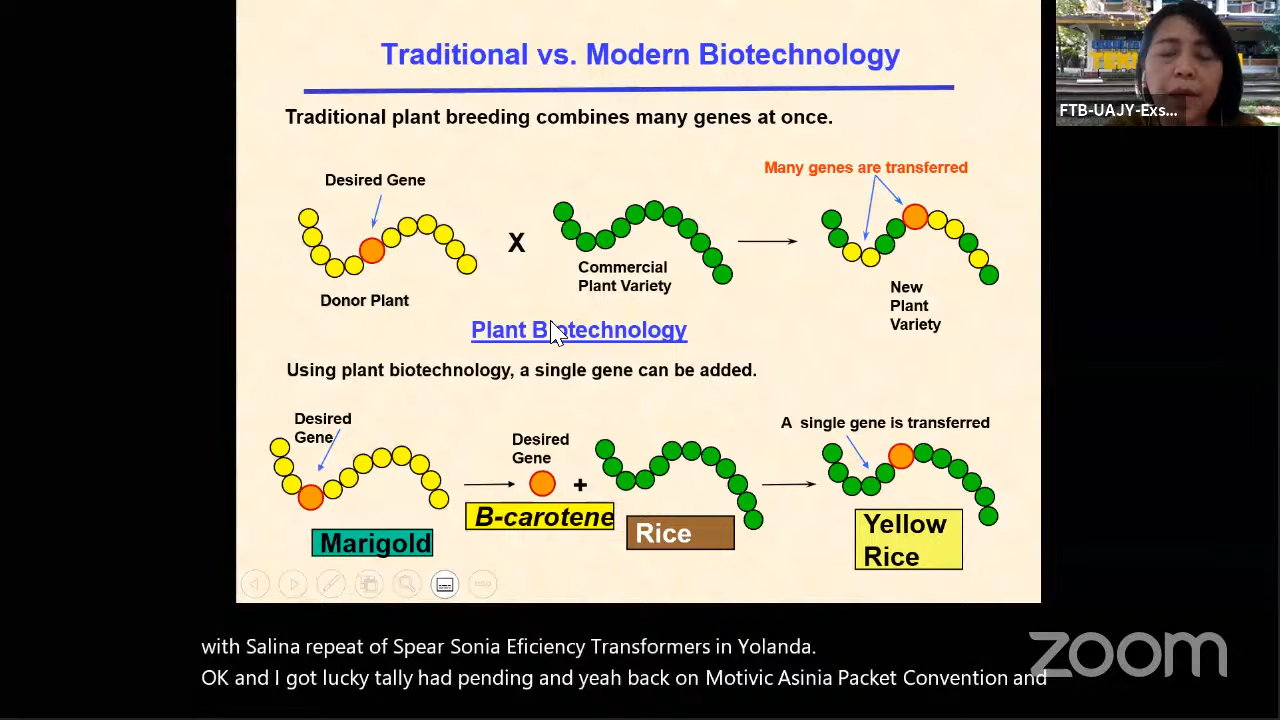 Traditional vs. Modern Biotechnology
Traditional plant breeding combines many genes at once.
Many genes are transferred
Desired Gene
X
Commercial
Plant Variety
Donor Plant
New
Plant
Variety
Plant Biotechnology
Using plant biotechnology, a single gene can be added.
Desired
Gene
Desired
Gene
+
A single gene is transferred
B-carotene
Marigold
Rice
Yellow
Rice
FTB-UAJY-Exs...
with Salina repeat of Spear Sonia Eficiency Transformers in Yolanda.
OK and I got lucky tally had pending and yeah back on Motivic Asinia Packet Convention and
zoom